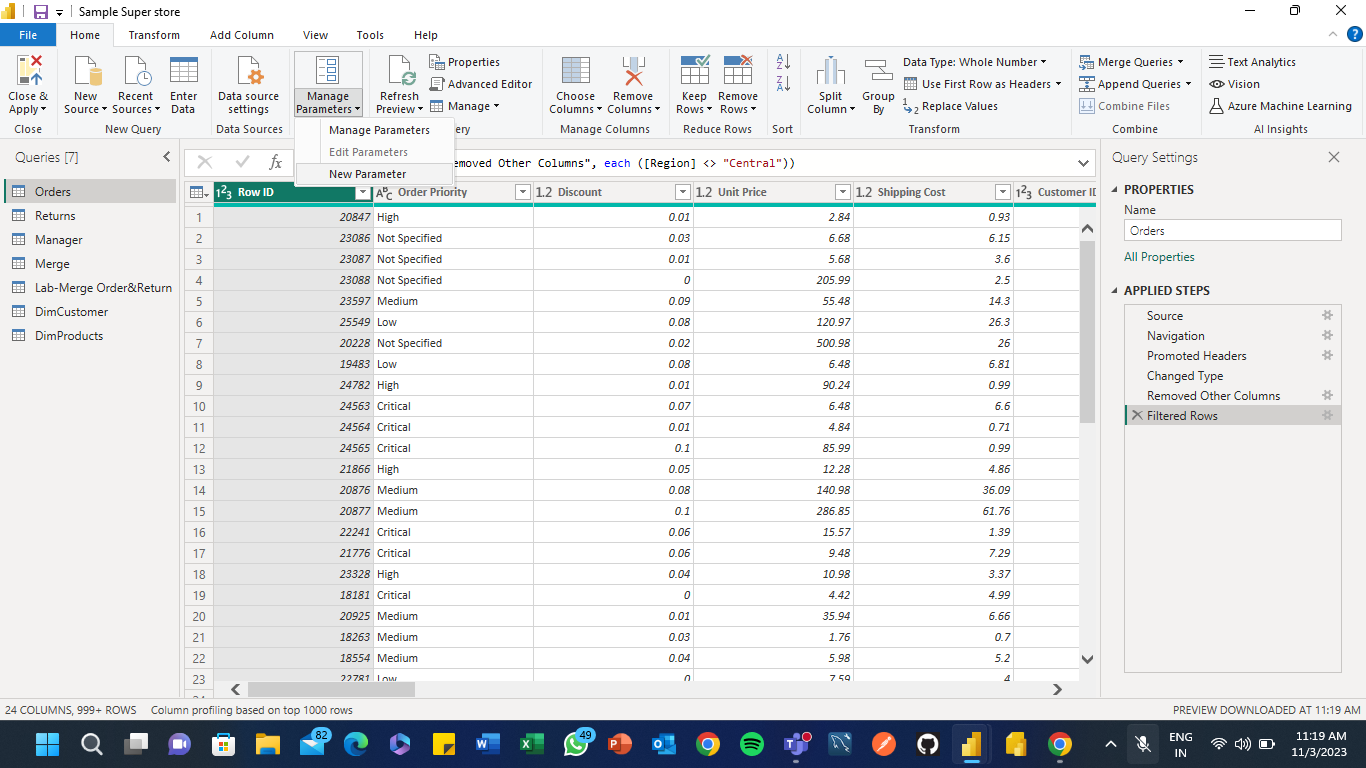 Sample Super store
File Home Transform Add Column View Tools Help
Close & Apply
Close
New Source
Recent Sources
Enter Data
New Query
Data source settings
Data Sources
Manage Parameters
Manage Parameters
Edit Parameters
New Parameter
Refresh Preview
Properties
Advanced Editor
Manage
ery
Choose Columns
Remove Columns
Manage Columns
Keep Rows
Remove Rows
Reduce Rows
Sort
Split Column
Group By
Data Type: Whole Number
Use First Row as Headers
Replace Values
Transform
Merge Queries
Append Queries
Combine Files
Combine
Text Analytics
Vision
Azure Machine Learning
AI Insights
Queries [7]
Orders
Returns
Manager
Merge
Lab-Merge Order&Return
DimCustomer
DimProducts
fx
emoved Other Columns", each ([Region] <> "Central"))
1²3 Row ID ABC Order Priority 1.2 Discount 1.2 Unit Price 1.2 Shipping Cost 1²3 Customer ID
1 20847 High 0.01 2.84 0.93
2 23086 Not Specified 0.03 6.68 6.15
3 23087 Not Specified 0.01 5.68 3.6
4 23088 Not Specified 0 205.99 2.5
5 23597 Medium 0.09 55.48 14.3
6 25549 Low 0.08 120.97 26.3
7 20228 Not Specified 0.02 500.98 26
8 19483 Low 0.08 6.48 6.81
9 24782 High 0.01 90.24 0.99
10 24563 Critical 0.07 6.48 6.6
11 24564 Critical 0.01 4.84 0.71
12 24565 Critical 0.1 85.99 0.99
13 21866 High 0.05 12.28 4.86
14 20876 Medium 0.08 140.98 36.09
15 20877 Medium 0.1 286.85 61.76
16 22241 Critical 0.06 15.57 1.39
17 21776 Critical 0.06 9.48 7.29
18 23328 High 0.04 10.98 3.37
19 18181 Critical 0 4.42 4.99
20 20925 Medium 0.01 35.94 6.66
21 18263 Medium 0.03 1.76 0.7
22 18554 Medium 0.04 5.98 5.2
23 22781 Low 0 7.59 4
Query Settings
PROPERTIES
Name
Orders
All Properties
APPLIED STEPS
Source
Navigation
Promoted Headers
Changed Type
Removed Other Columns
Filtered Rows
24 COLUMNS, 999+ ROWS Column profiling based on top 1000 rows
PREVIEW DOWNLOADED AT 11:19 AM
82
49
ENG
IN
11:19 AM
11/3/2023